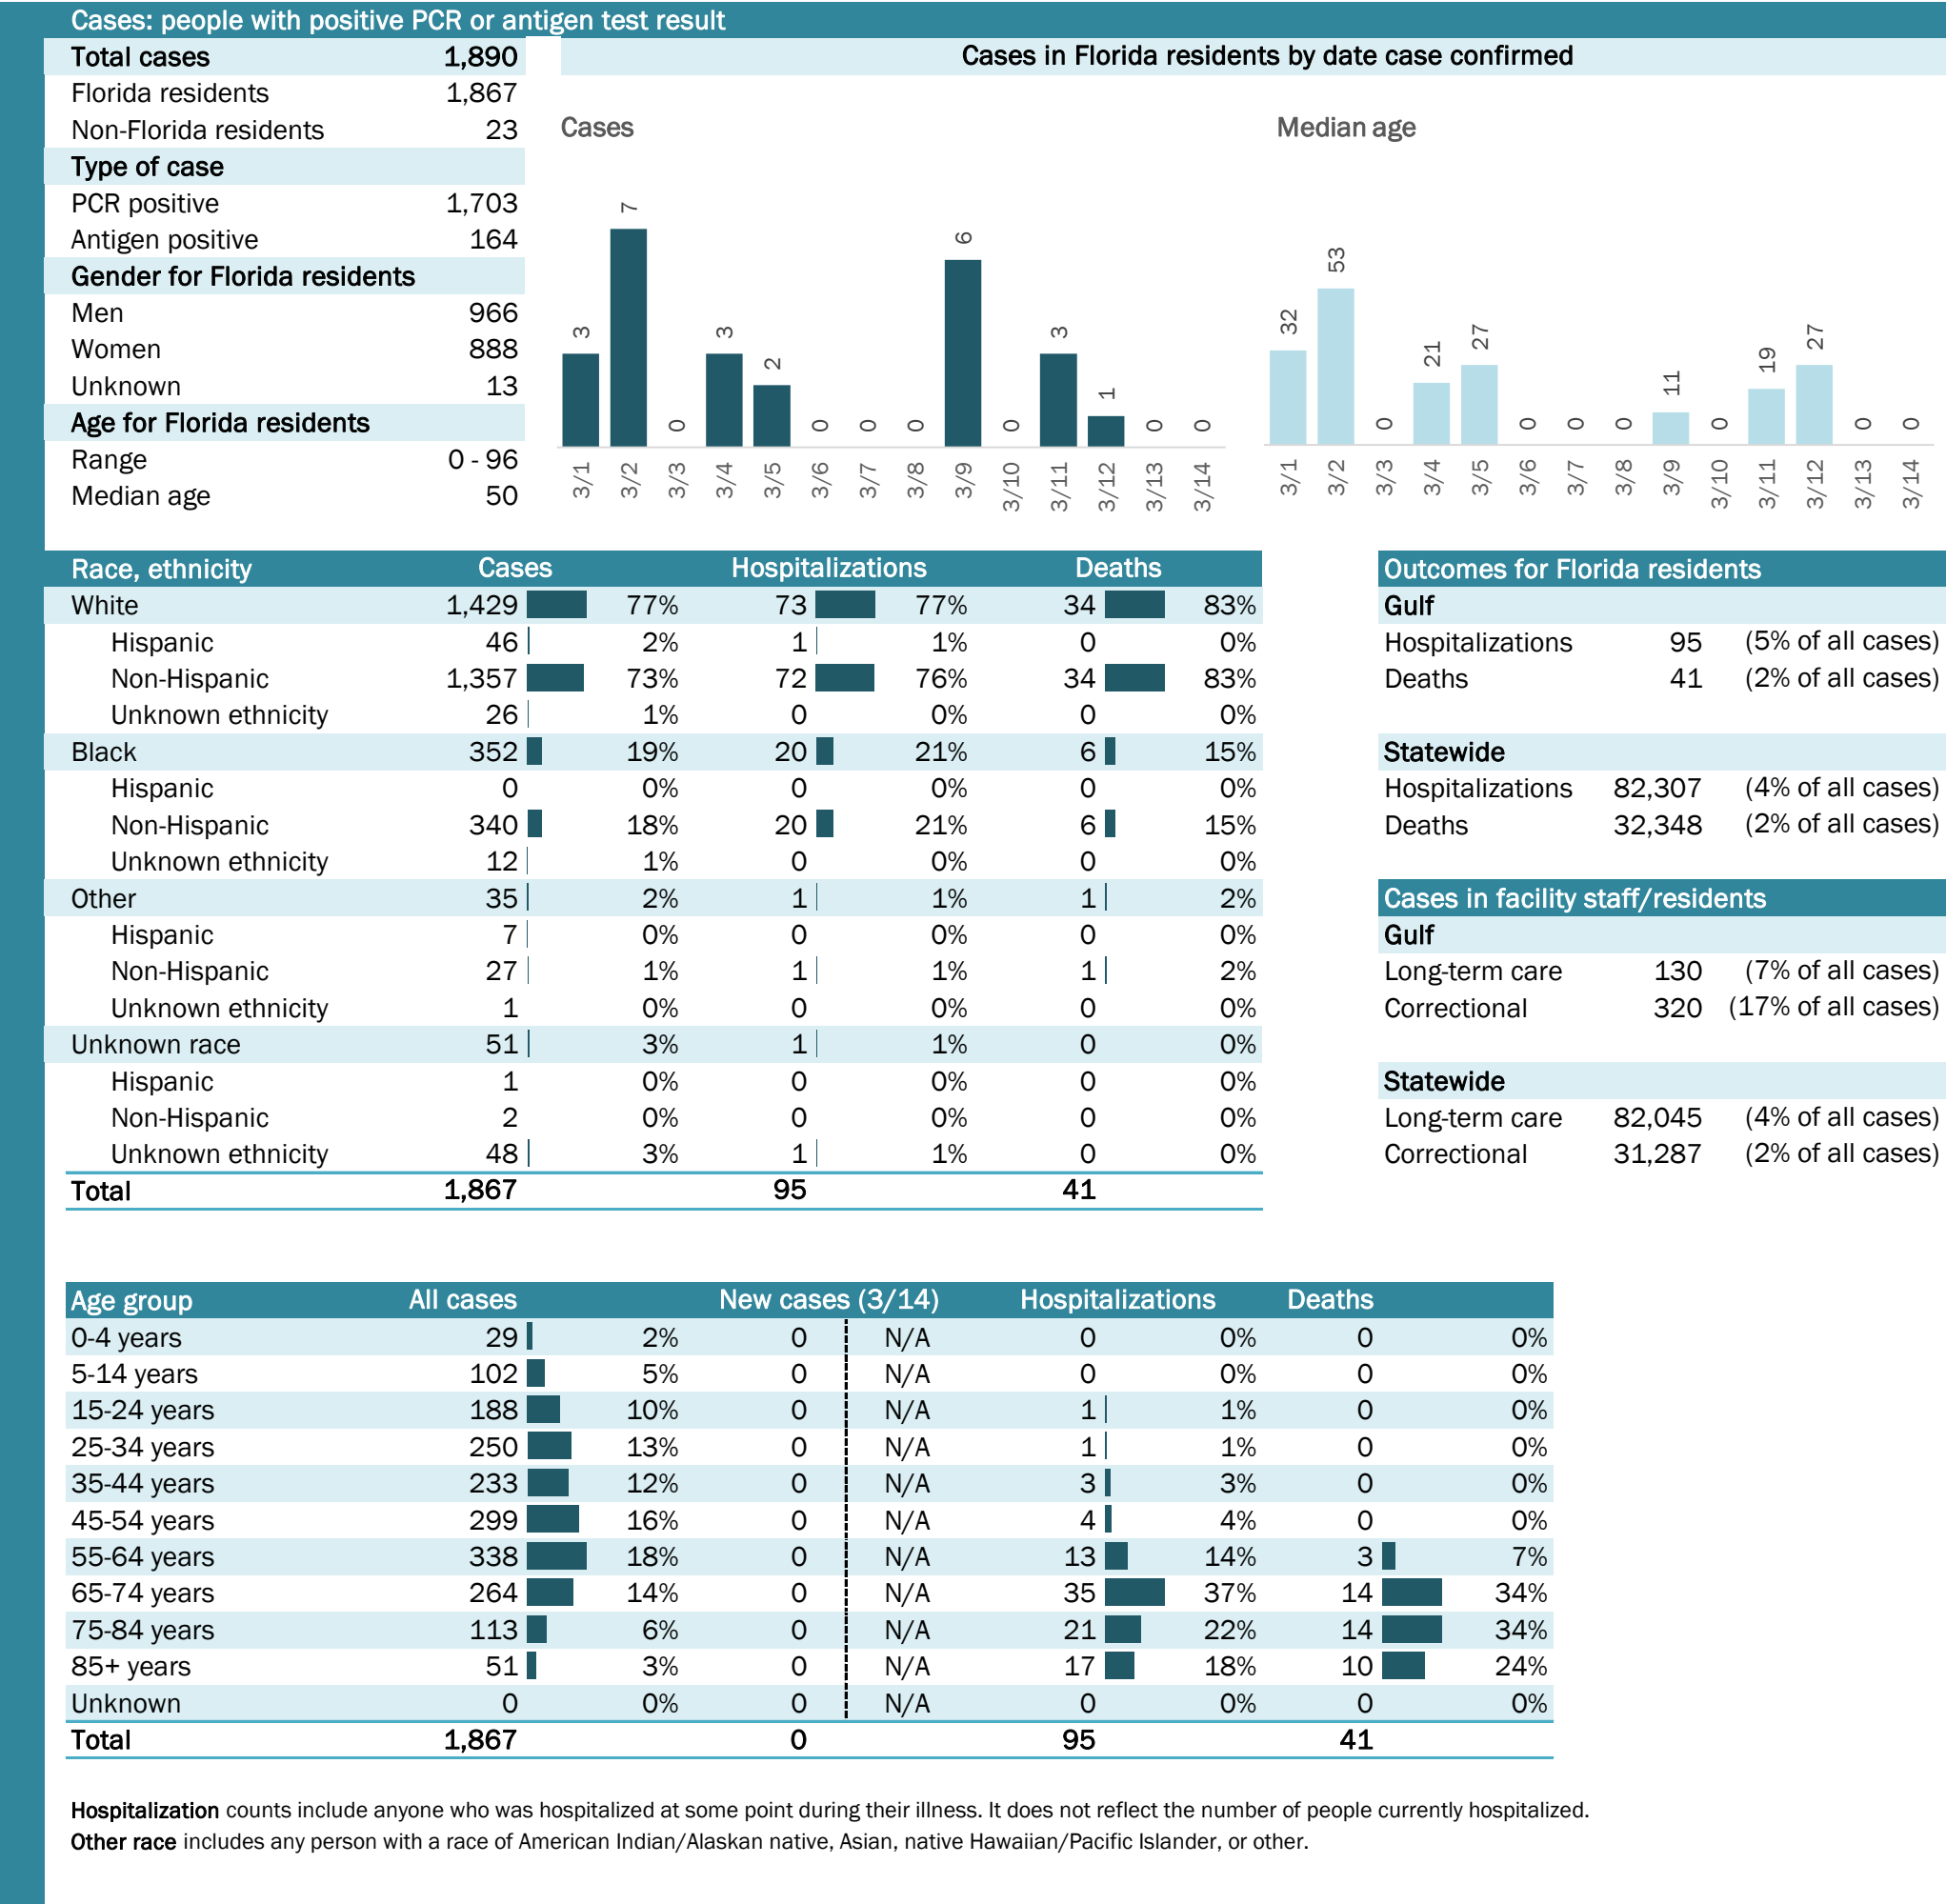 Cases: people with positive PCR or antigen test result
Total cases 1,890
Florida residents 1,867
Non-Florida residents 23
Type of case
PCR positive 1,703
Antigen positive 164
Gender for Florida residents
Men 966
Women 888
Unknown 13
Age for Florida residents
Range 0 - 96
Median age 50
Cases in Florida residents by date case confirmed
Cases
3 7 0 3 2 0 0 0 6 0 3 1 0 0
3/1 3/2 3/3 3/4 3/5 3/6 3/7 3/8 3/9 3/10 3/11 3/12 3/13 3/14
Median age
32 53 0 21 27 0 0 0 11 0 19 27 0 0
3/1 3/2 3/3 3/4 3/5 3/6 3/7 3/8 3/9 3/10 3/11 3/12 3/13 3/14
Race, ethnicity Cases Hospitalizations Deaths
White 1,429 77% 73 77% 34 83%
Hispanic 46 2% 1 1% 0 0%
Non-Hispanic 1,357 73% 72 76% 34 83%
Unknown ethnicity 26 1% 0 0% 0 0%
Black 352 19% 20 21% 6 15%
Hispanic 0 0% 0 0% 0 0%
Non-Hispanic 340 18% 20 21% 6 15%
Unknown ethnicity 12 1% 0 0% 0 0%
Other 35 2% 1 1% 1 2%
Hispanic 7 0% 0 0% 0 0%
Non-Hispanic 27 1% 1 1% 1 2%
Unknown ethnicity 1 0% 0 0% 0 0%
Unknown race 51 3% 1 1% 0 0%
Hispanic 1 0% 0 0% 0 0%
Non-Hispanic 2 0% 0 0% 0 0%
Unknown ethnicity 48 3% 1 1% 0 0%
Total 1,867 95 41
Outcomes for Florida residents
Gulf
Hospitalizations 95 (5% of all cases)
Deaths 41 (2% of all cases)
Statewide
Hospitalizations 82,307 (4% of all cases)
Deaths 32,348 (2% of all cases)
Cases in facility staff/residents
Gulf
Long-term care 130 (7% of all cases)
Correctional 320 (17% of all cases)
Statewide
Long-term care 82,045 (4% of all cases)
Correctional 31,287 (2% of all cases)
Age group All cases New cases (3/14) Hospitalizations Deaths
0-4 years 29 2% 0 N/A 0 0% 0 0%
5-14 years 102 5% 0 N/A 0 0% 0 0%
15-24 years 188 10% 0 N/A 1 1% 0 0%
25-34 years 250 13% 0 N/A 1 1% 0 0%
35-44 years 233 12% 0 N/A 3 3% 0 0%
45-54 years 299 16% 0 N/A 4 4% 0 0%
55-64 years 338 18% 0 N/A 13 14% 3 7%
65-74 years 264 14% 0 N/A 35 37% 14 34%
75-84 years 113 6% 0 N/A 21 22% 14 34%
85+ years 51 3% 0 N/A 17 18% 10 24%
Unknown 0 0% 0 N/A 0 0% 0 0%
Total 1,867 0 95 41
Hospitalization counts include anyone who was hospitalized at some point during their illness. It does not reflect the number of people currently hospitalized.
Other race includes any person with a race of American Indian/Alaskan native, Asian, native Hawaiian/Pacific Islander, or other.